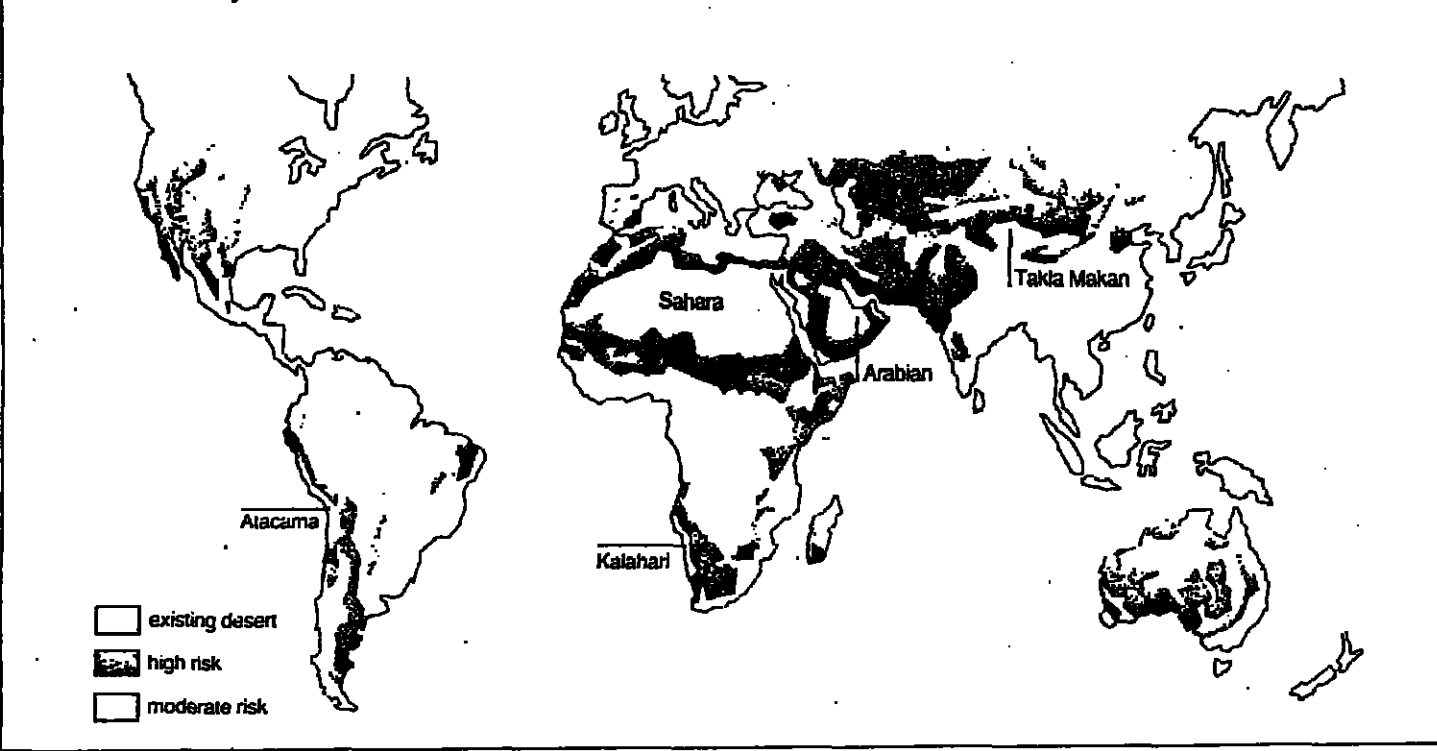 Sahara
Takla Makan
Arabian
Atacama
Kalahari
existing desert
high risk
moderate risk